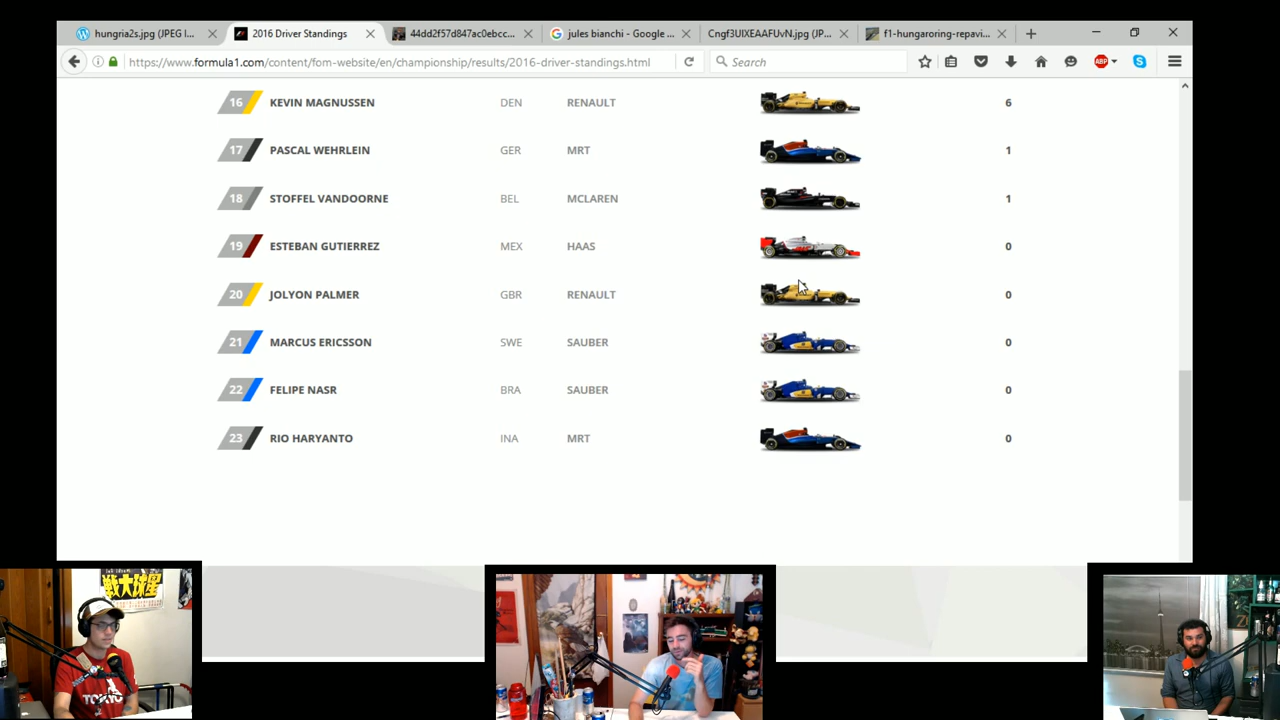 hungria2s.jpg (JPEG I...
2016 Driver Standings
44dd2f57d847ac0ebcc...
jules bianchi - Google ...
Cngf3UIXEAAFUvN.jpg (JP...
f1-hungaroring-repavi...
https://www.formula1.com/content/fom-website/en/championship/results/2016-driver-standings.html
Search
ABP
16 KEVIN MAGNUSSEN DEN RENAULT 6
17 PASCAL WEHRLEIN GER MRT 1
18 STOFFEL VANDOORNE BEL MCLAREN 1
19 ESTEBAN GUTIERREZ MEX HAAS 0
20 JOLYON PALMER GBR RENAULT 0
21 MARCUS ERICSSON SWE SAUBER 0
22 FELIPE NASR BRA SAUBER 0
23 RIO HARYANTO INA MRT 0